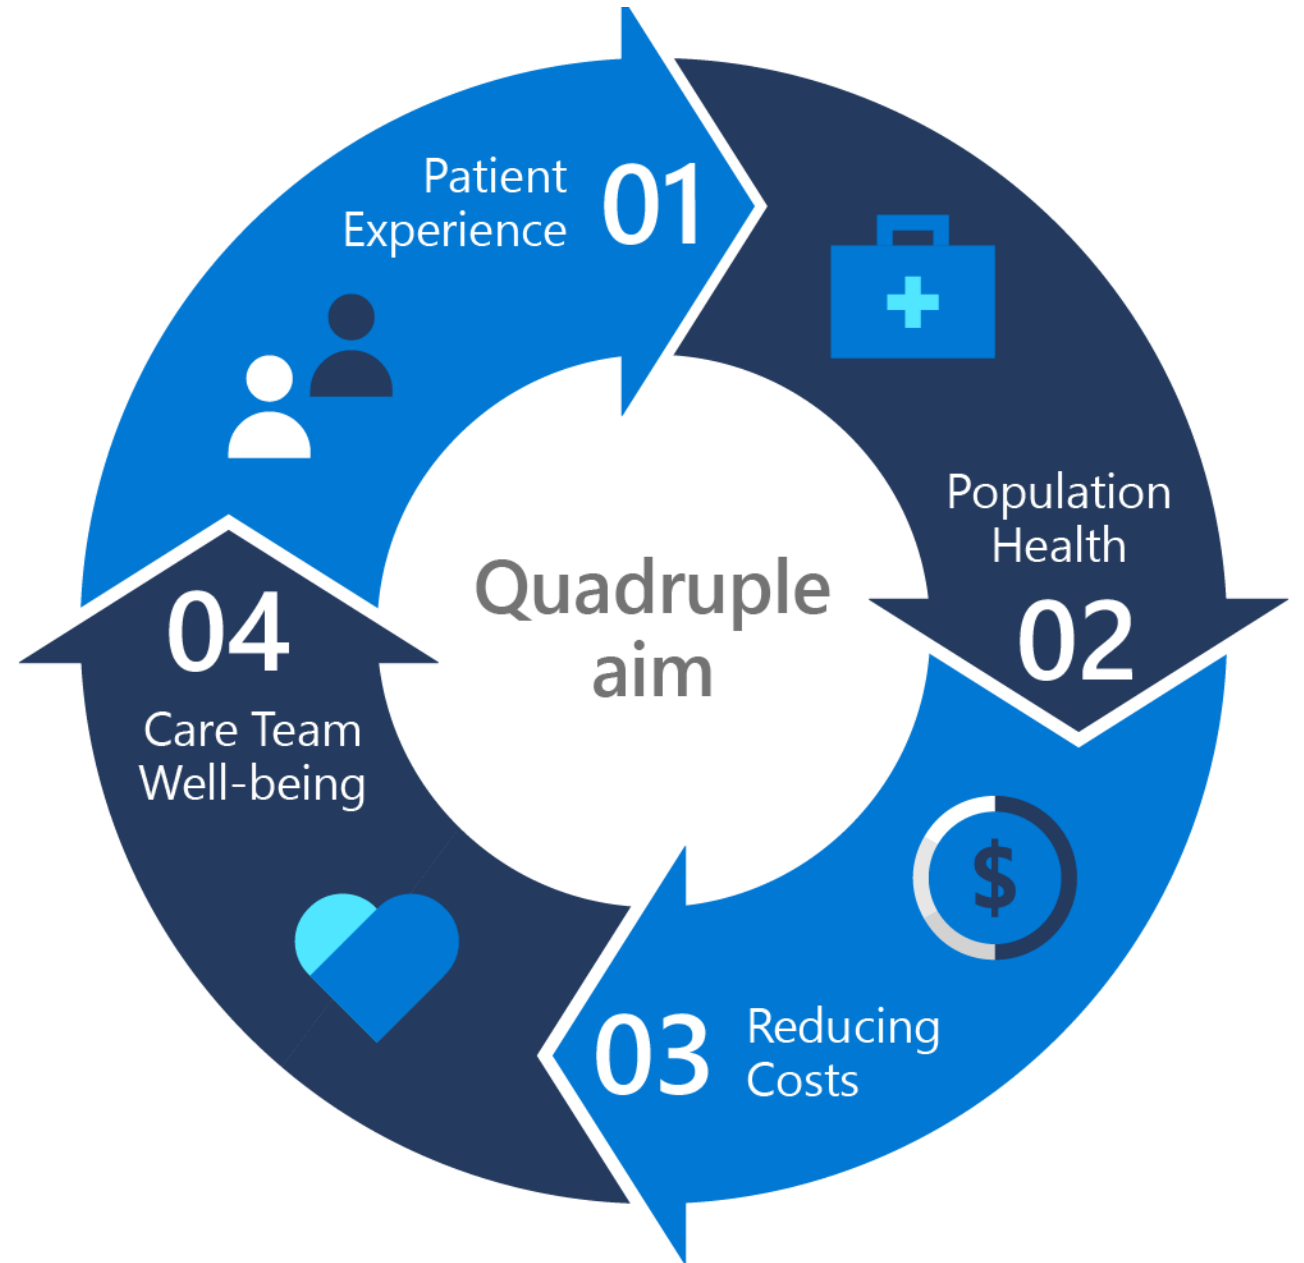 Patient
Experience
01
Population
Health
02
03
Reducing
Costs
04
Care Team
Well-being
Quadruple
aim
$